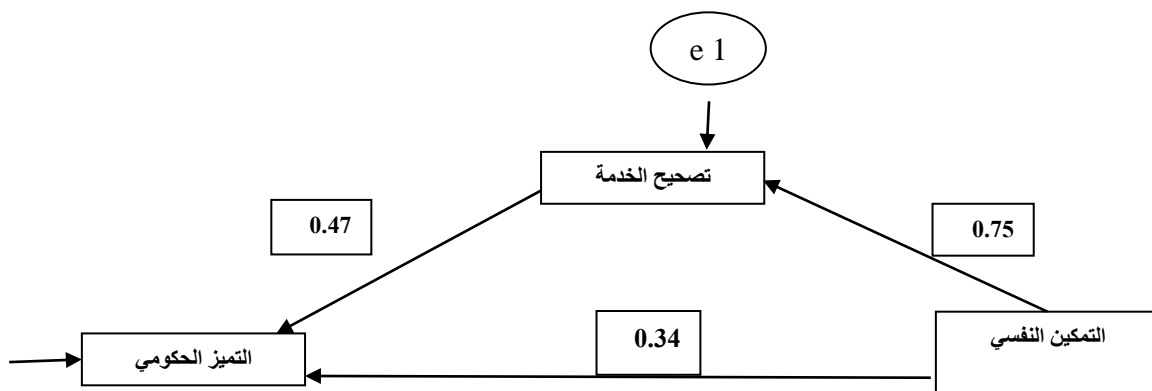 e 1
تصحيح الخدمة
0.75
0.47
التمكين النفسي
0.34
التميز الحكومي